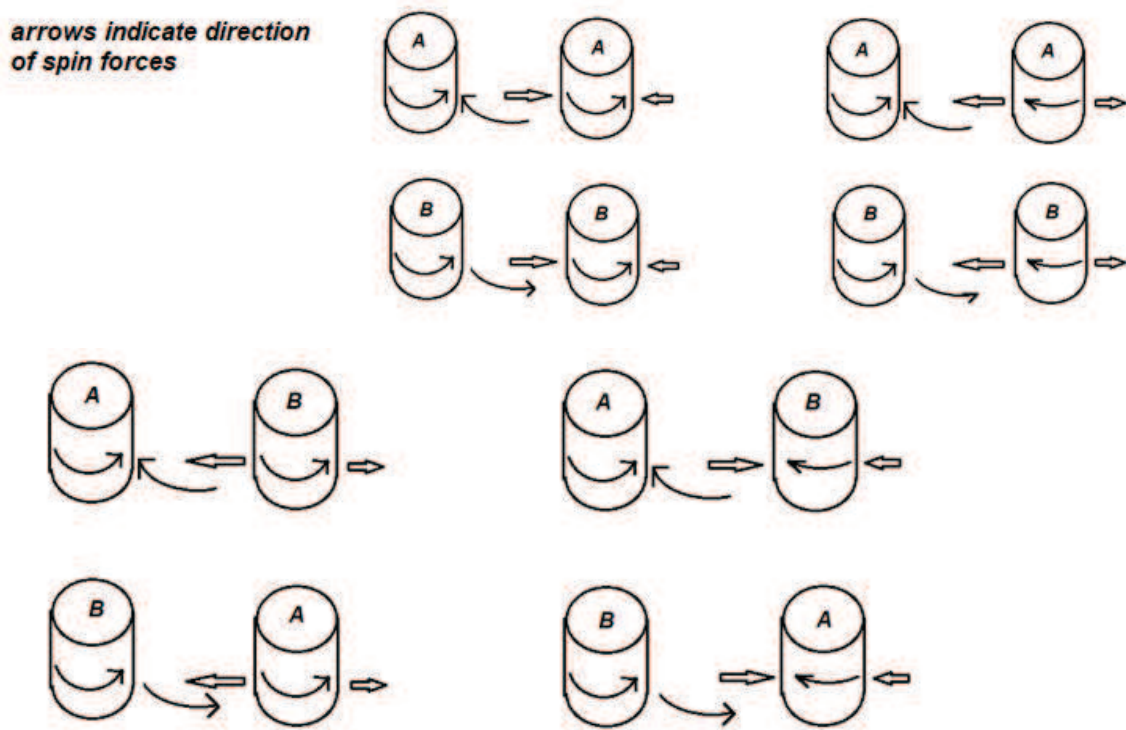 arrows indicate direction
of spin forces
A A A A
B B B B
A B A B
B A B A